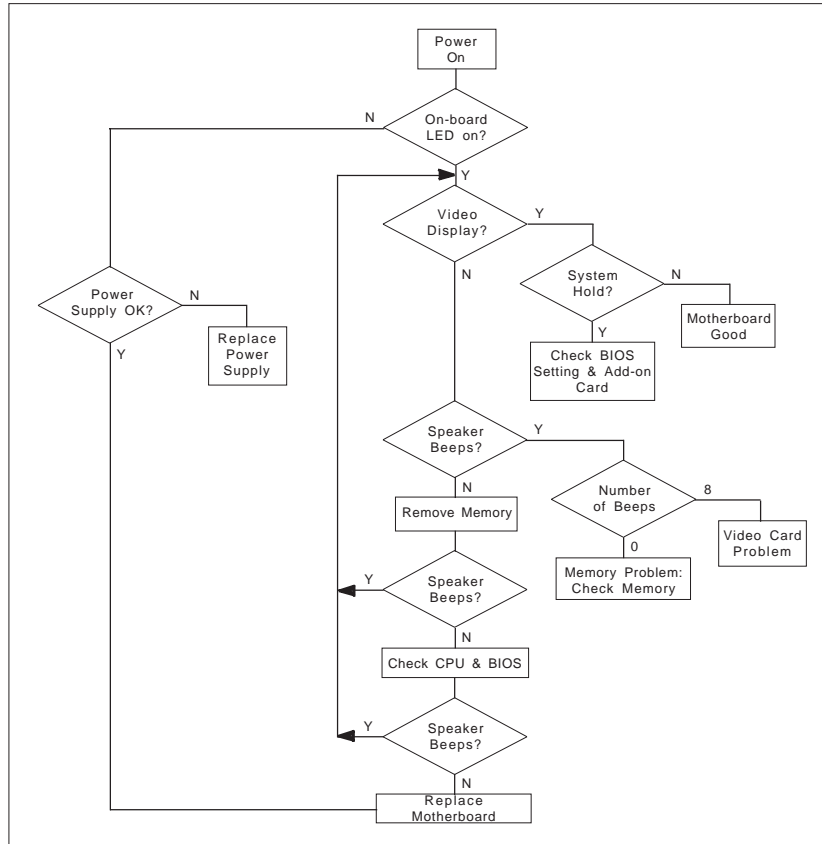 Power
On
N
On-board
LED on?
Y
Video
Display?
Y
N
System
Hold?
N
Y
Motherboard
Good
Check BIOS
Setting & Add-on
Card
Power
Supply OK?
N
Y
Replace
Power
Supply
Speaker
Beeps?
Y
N
Number
of Beeps
8
0
Video Card
Problem
Memory Problem:
Check Memory
Remove Memory
Speaker
Beeps?
Y
N
Check CPU & BIOS
Speaker
Beeps?
Y
N
Replace
Motherboard